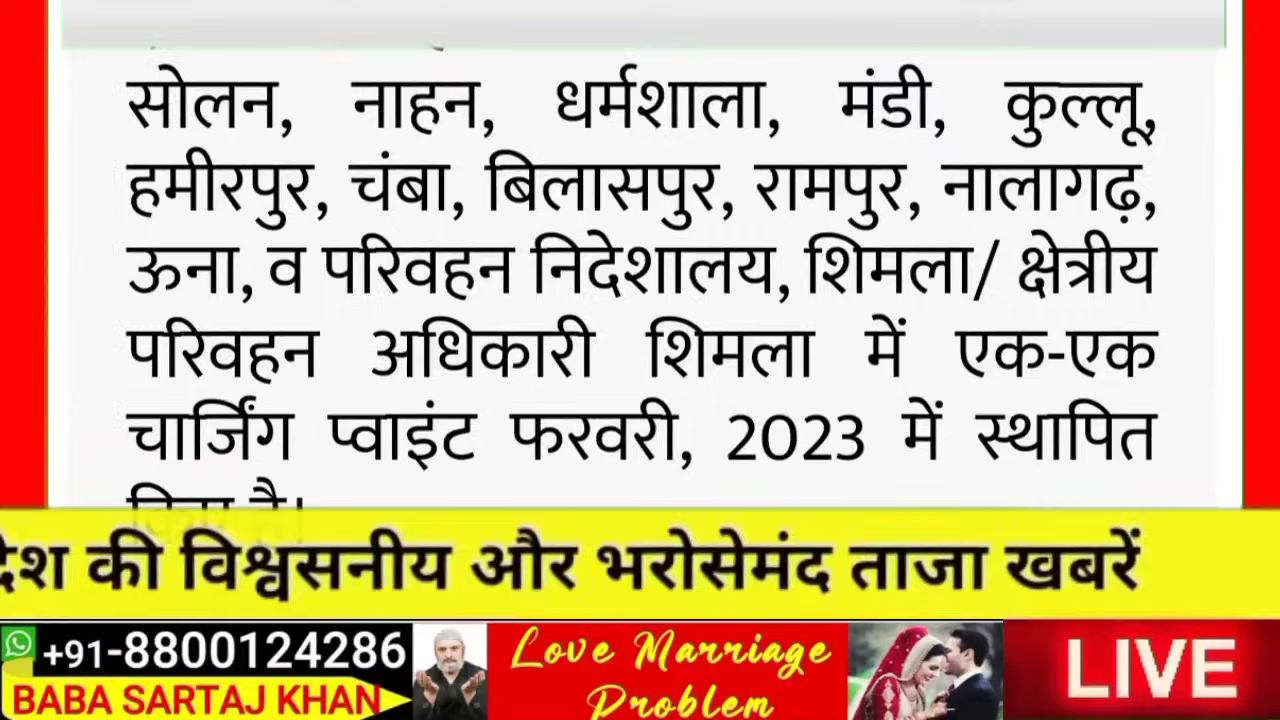 सोलन, नाहन, धर्मशाला, मंडी, कुल्लू,
हमीरपुर, चंबा, बिलासपुर, रामपुर, नालागढ़,
ऊना, व परिवहन निदेशालय, शिमला/ क्षेत्रीय
परिवहन अधिकारी शिमला में एक-एक
चार्जिंग प्वाइंट फरवरी, 2023 में स्थापित
है।
की विश्वसनीय और भरोसेमंद ताजा खबरें
+91-8800124286
BABA SARTAJ KHAN
Love Marriage
Problem
LIVE